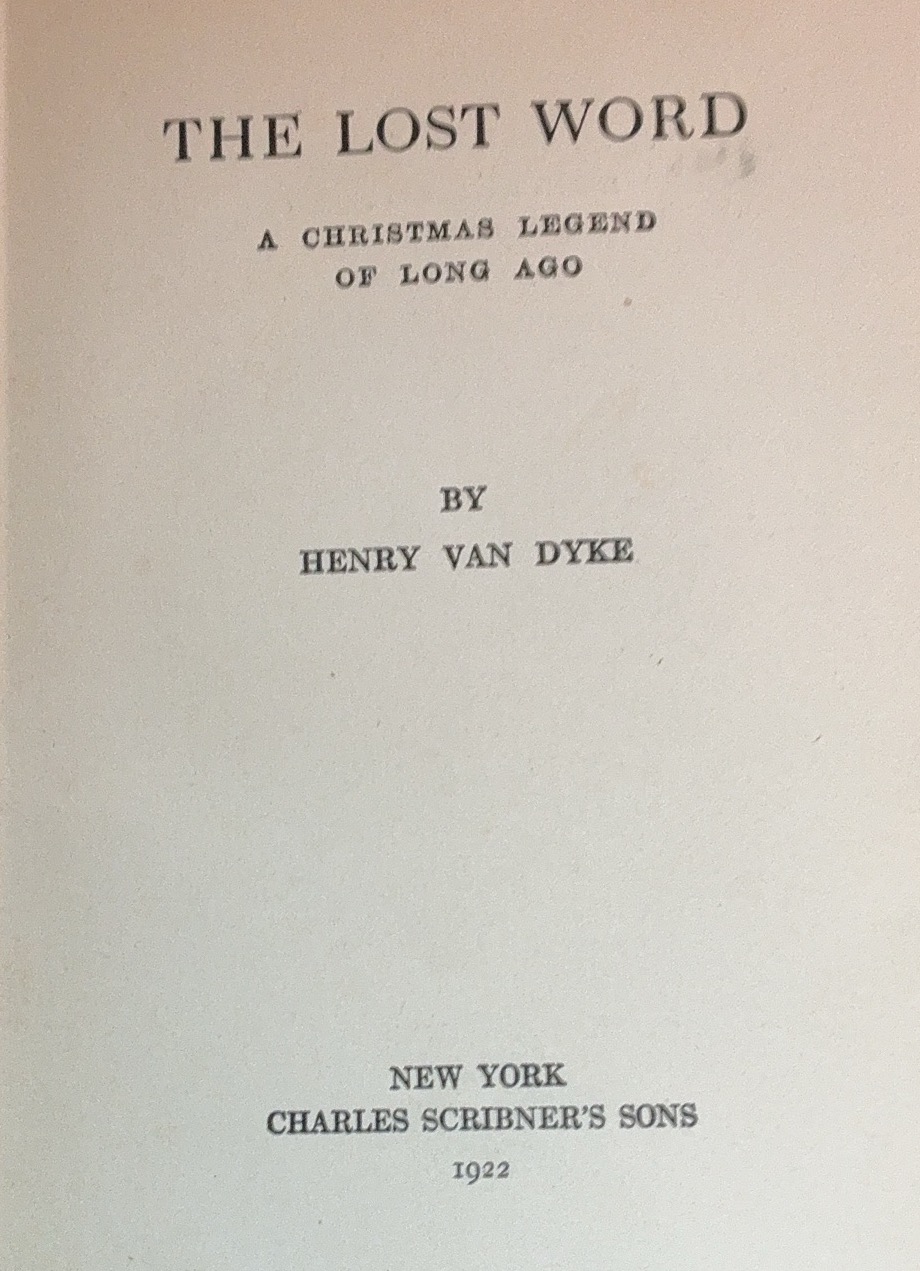 THE LOST WORD
A CHRISTMAS LEGEND
OF LONG AGO
BY
HENRY VAN DYKE
NEW YORK
CHARLES SCRIBNER'S SONS
1922